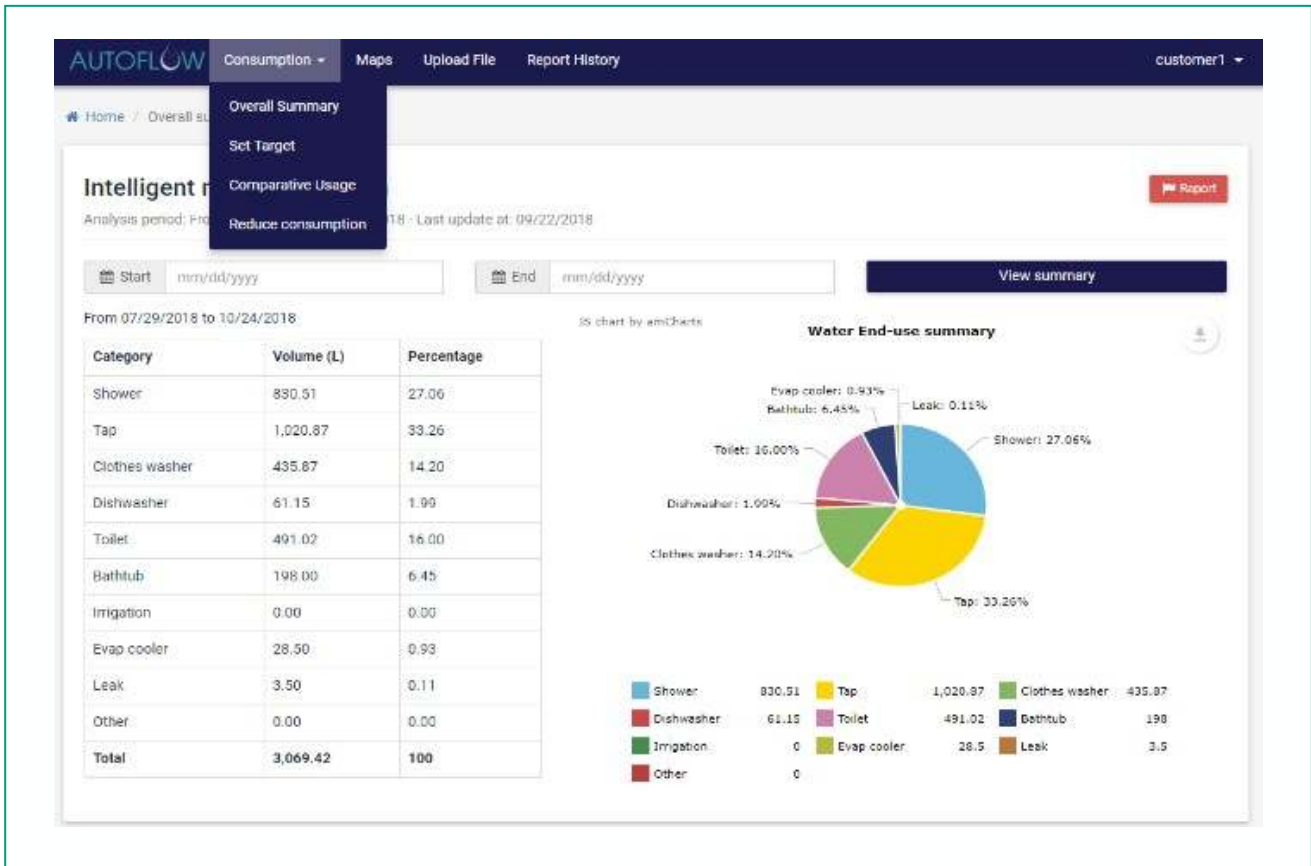 AUTOFLOW Consumption Maps Upload File Report History customer1
Overall Summary
Home / Overall su
Set Target
Intelligent Comparative Usage Report
Analysis period: Fro Reduce consumption 18 - Last update at: 09/22/2018
Start mm/dd/yyyy End mm/dd/yyyy View summary
From 07/29/2018 to 10/24/2018
JS chart by amCharts
Water End-use summary
Category Volume (L) Percentage
Shower 830.51 27.06
Tap 1,020.87 33.26
Clothes washer 435.87 14.20
Dishwasher 61.15 1.99
Toilet 491.02 16.00
Bathtub 198.00 6.45
Irrigation 0.00 0.00
Evap cooler 28.50 0.93
Leak 3.50 0.11
Other 0.00 0.00
Total 3,069.42 100
Evap cooler: 0.93%
Bathtub: 6.45%
Leak: 0.11%
Toilet: 16.00%
Shower: 27.06%
Dishwasher: 1.99%
Clothes washer: 14.20%
Tap: 33.26%
Shower 830.51 Tap 1,020.87 Clothes washer 435.87
Dishwasher 61.15 Toilet 491.02 Bathtub 198
Irrigation 0 Evap cooler 28.5 Leak 3.5
Other 0